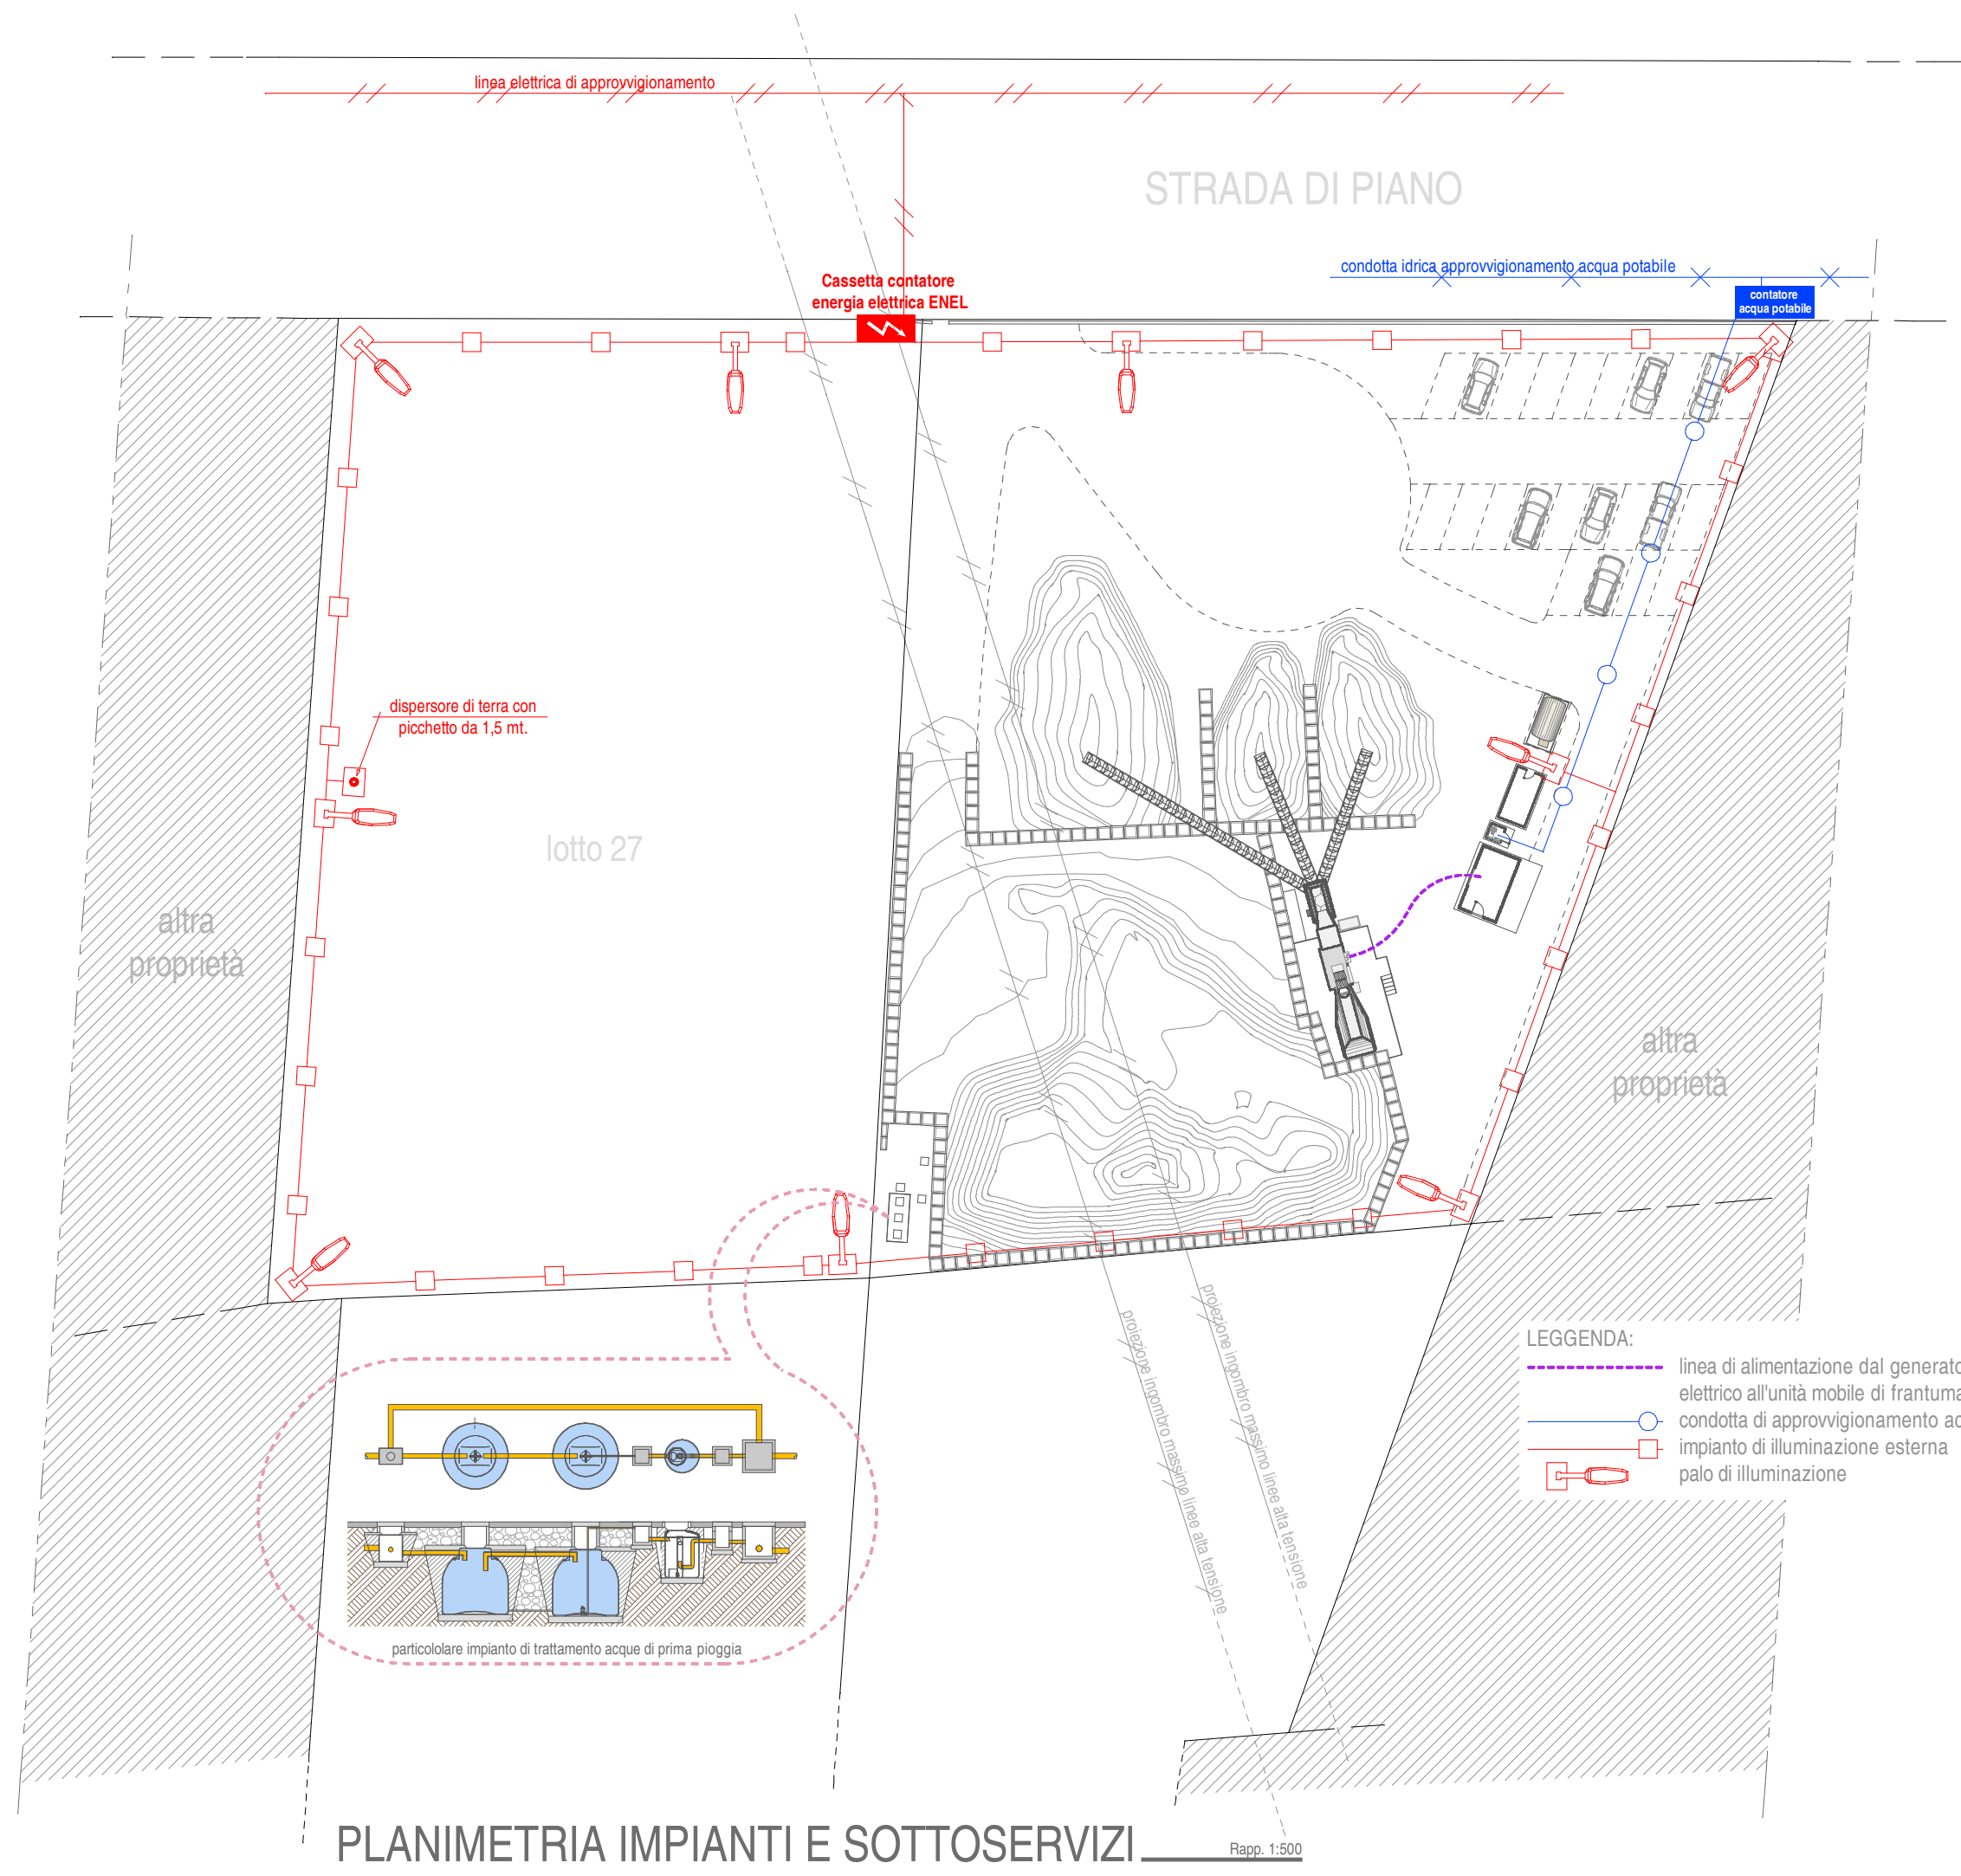 linea elettrica di approvvigionamento
STRADA DI PIANO
condotta idrica approvvigionamento acqua potabile
Cassetta contatore
energia elettrica ENEL
contatore
acqua potabile
dispersore di terra con
picchetto da 1,5 mt.
lotto 27
altra
proprietà
altra
proprietà
proiezione ingombro massimo linee alta tensione
proiezione ingombro massimo linee alta tensione
LEGGENDA:
linea di alimentazione dal generato
elettrico all'unità mobile di frantuma
condotta di approvvigionamento ac
impianto di illuminazione esterna
palo di illuminazione
particololare impianto di trattamento acque di prima pioggia
PLANIMETRIA IMPIANTI E SOTTOSERVIZI
Rapp. 1:500